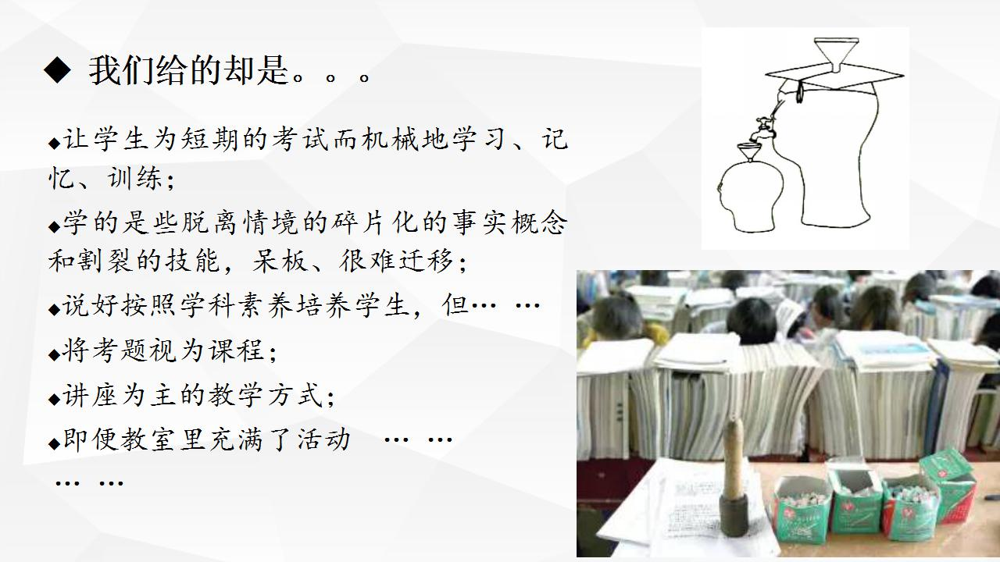 ◆ 我们给的却是。。。
◆让学生为短期的考试而机械地学习、记
忆、训练；
◆学的是些脱离情境的碎片化的事实概念
和割裂的技能，呆板、很难迁移；
◆说好按照学科素养培养学生，但… …
◆将考题视为课程；
◆讲座为主的教学方式；
◆即便教室里充满了活动 … …
… …